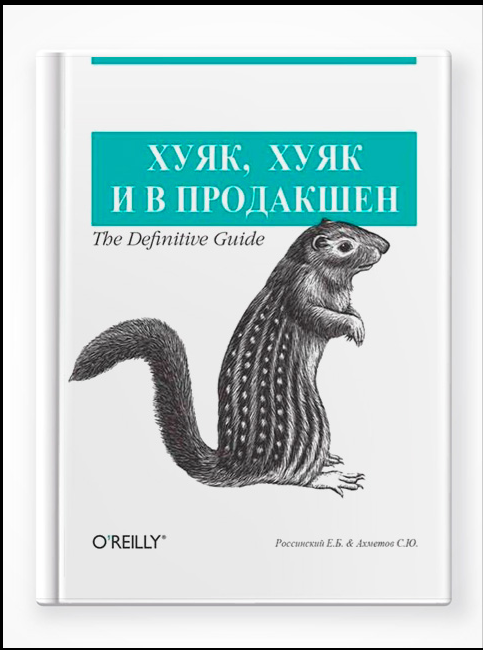 ХУЯК, ХУЯК
И В ПРОДАКШЕН
The Definitive Guide
O'REILLY®
Россинский Е.Б. & Ахметов С.Ю.